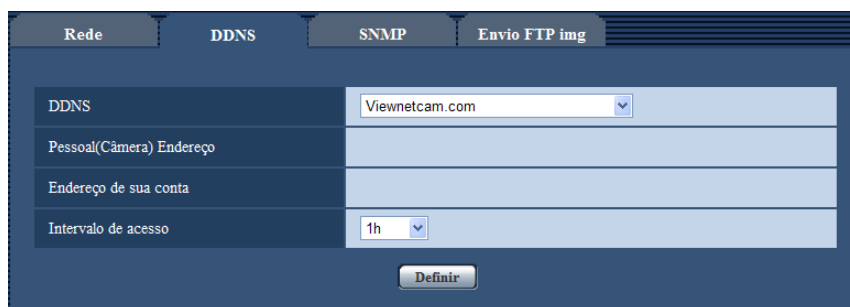 Rede DDNS SNMP Envio FTP img
DDNS Viewnetcam.com
Pessoal(Câmera) Endereço
Endereço de sua conta
Intervalo de acesso 1h
Definir